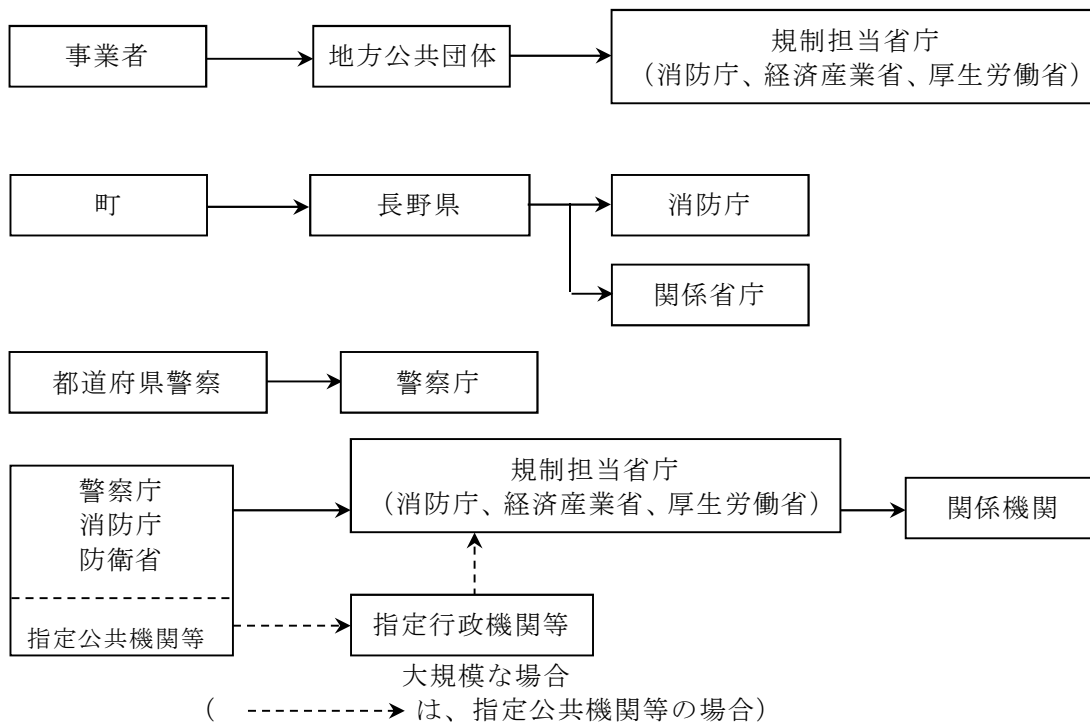 事業者
地方公共団体
規制担当省庁
（消防庁、経済産業省、厚生労働省）
町
長野県
消防庁
関係省庁
都道府県警察
警察庁
警察庁
消防庁
防衛省
指定公共機関等
規制担当省庁
（消防庁、経済産業省、厚生労働省）
関係機関
指定行政機関等
大規模な場合
（　は、指定公共機関等の場合）